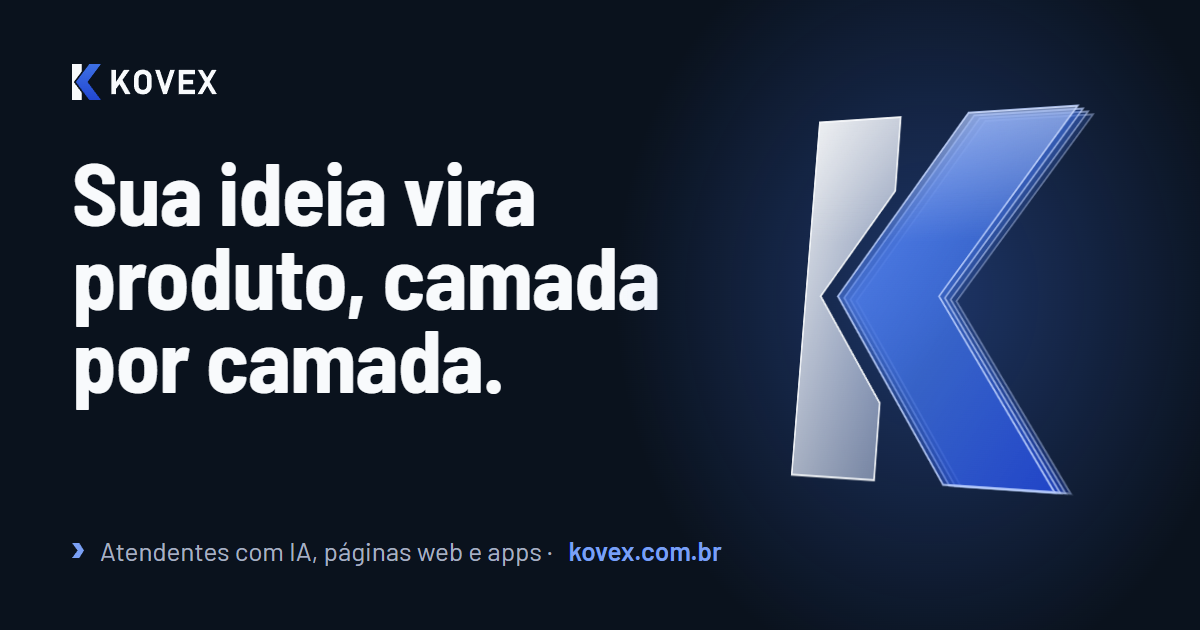 KOVEX
Sua ideia vira
produto, camada
por camada.
Atendentes com IA, páginas web e apps · kovex.com.br